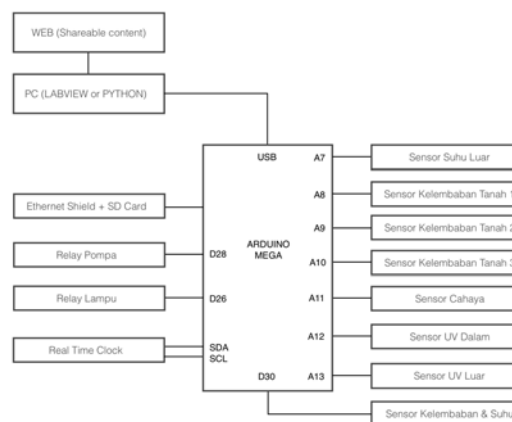 WEB (Shareable content)
PC (LABVIEW or PYTHON)
USB
A7
Sensor Suhu Luar
A8
Sensor Kelembaban Tanah 1
Ethernet Shield + SD Card
A9
Sensor Kelembaban Tanah 2
Relay Pompa
D28
ARDUINO
MEGA
A10
Sensor Kelembaban Tanah 3
Relay Lampu
D26
A11
Sensor Cahaya
A12
Sensor UV Dalam
Real Time Clock
SDA
SCL
D30
A13
Sensor UV Luar
Sensor Kelembaban & Suhu